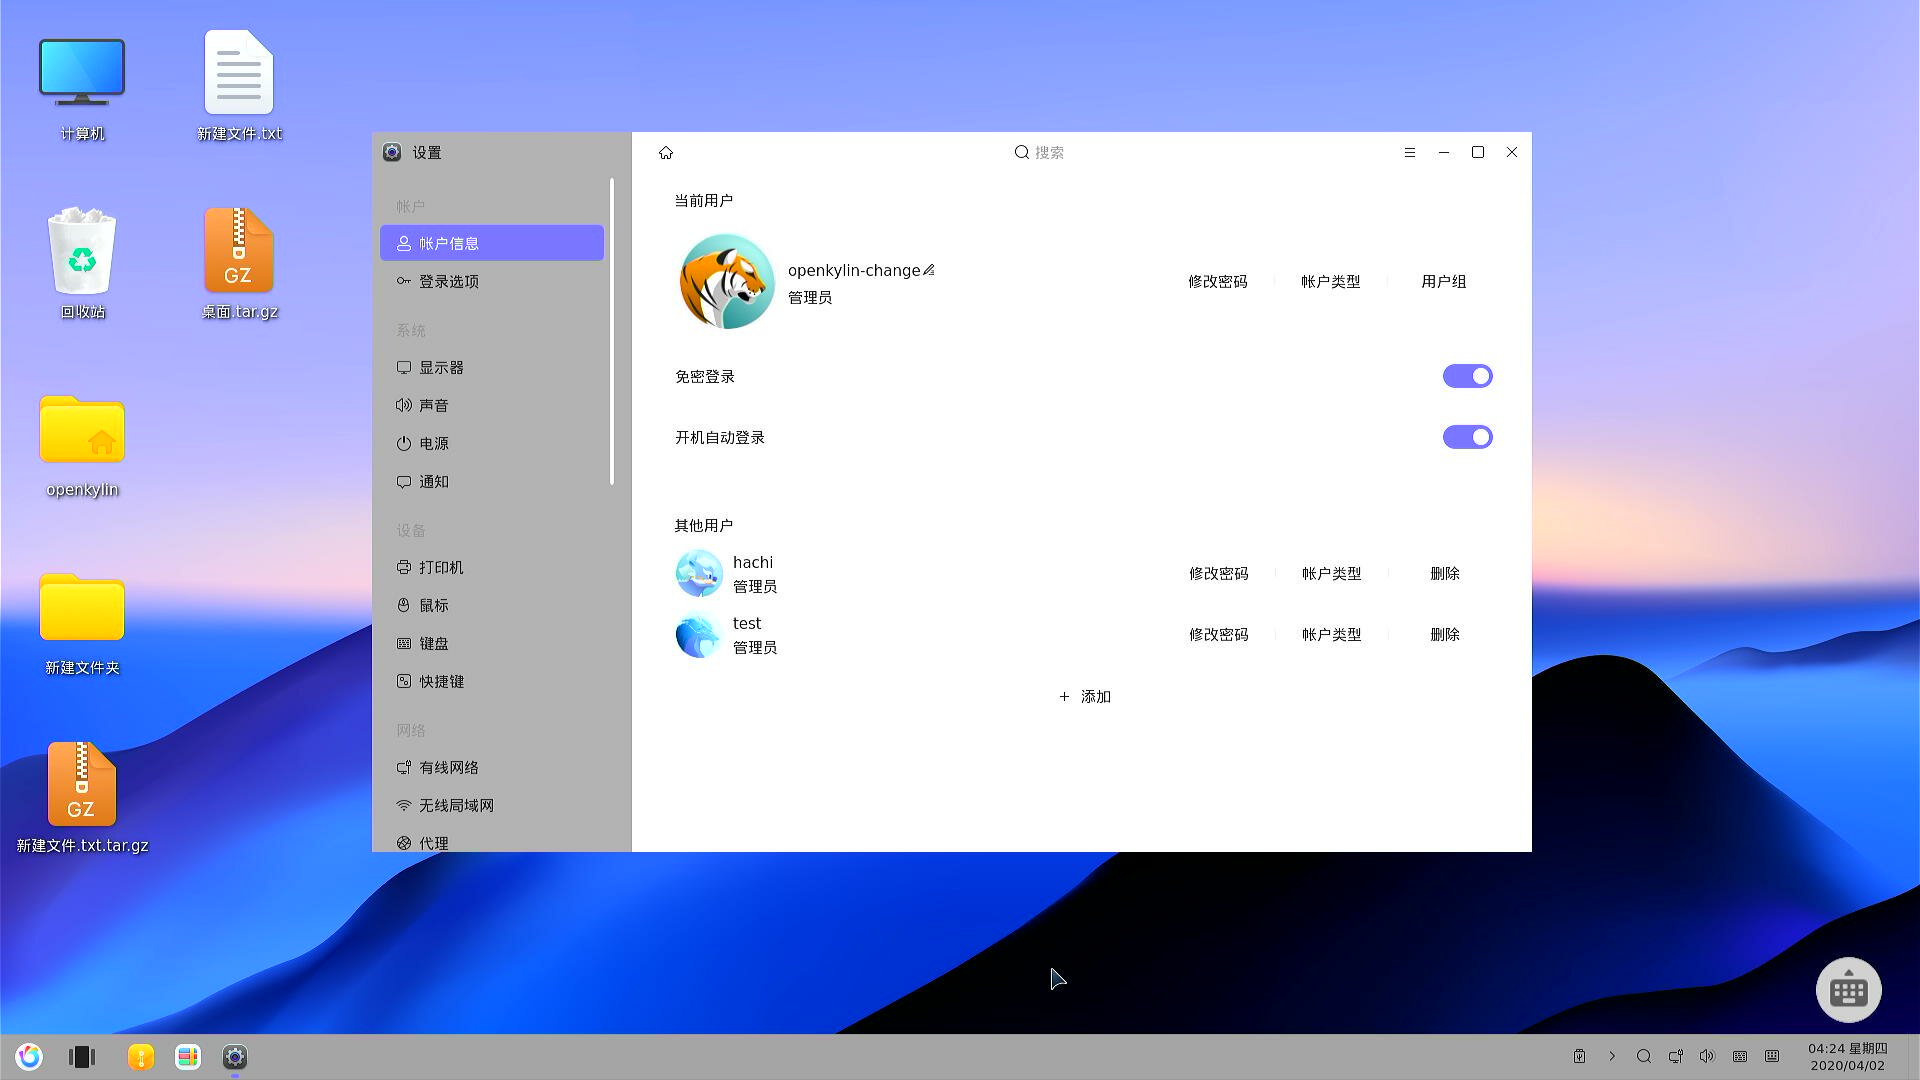 计算机
新建文件.txt
回收站
GZ
桌面.tar.gz
openkylin
新建文件夹
GZ
新建文件.txt.tar.gz
设置
搜索
帐户
帐户信息
登录选项
系统
显示器
声音
电源
通知
设备
打印机
鼠标
键盘
快捷键
网络
有线网络
无线局域网
代理
当前用户
openkylin-change
管理员
修改密码
帐户类型
用户组
免密登录
开机自动登录
其他用户
hachi
管理员
修改密码
帐户类型
删除
test
管理员
修改密码
帐户类型
删除
+ 添加
04:24 星期四
2020/04/02